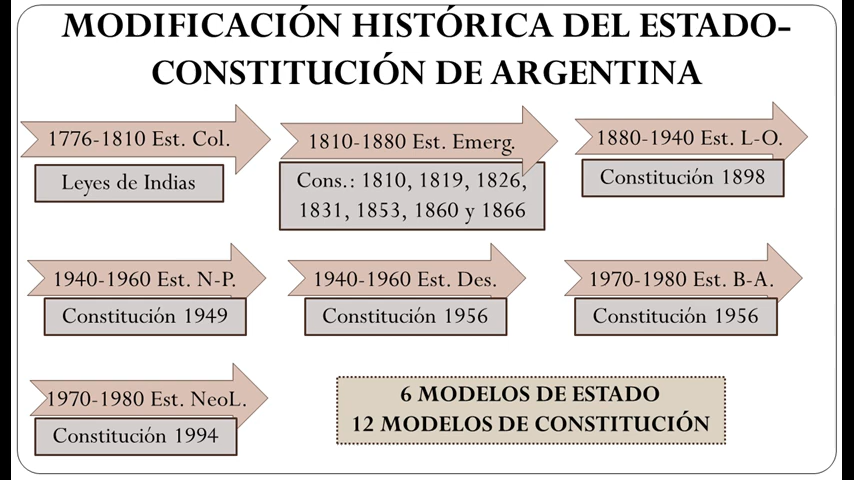 MODIFICACIÓN HISTÓRICA DEL ESTADO-
CONSTITUCIÓN DE ARGENTINA
1776-1810 Est. Col.
Leyes de Indias
1810-1880 Est. Emerg.
Cons.: 1810, 1819, 1826,
1831, 1853, 1860 y 1866
1880-1940 Est. L-O.
Constitución 1898
1940-1960 Est. N-P.
Constitución 1949
1940-1960 Est. Des.
Constitución 1956
1970-1980 Est. B-A.
Constitución 1956
1970-1980 Est. NeoL.
Constitución 1994
6 MODELOS DE ESTADO
12 MODELOS DE CONSTITUCIÓN